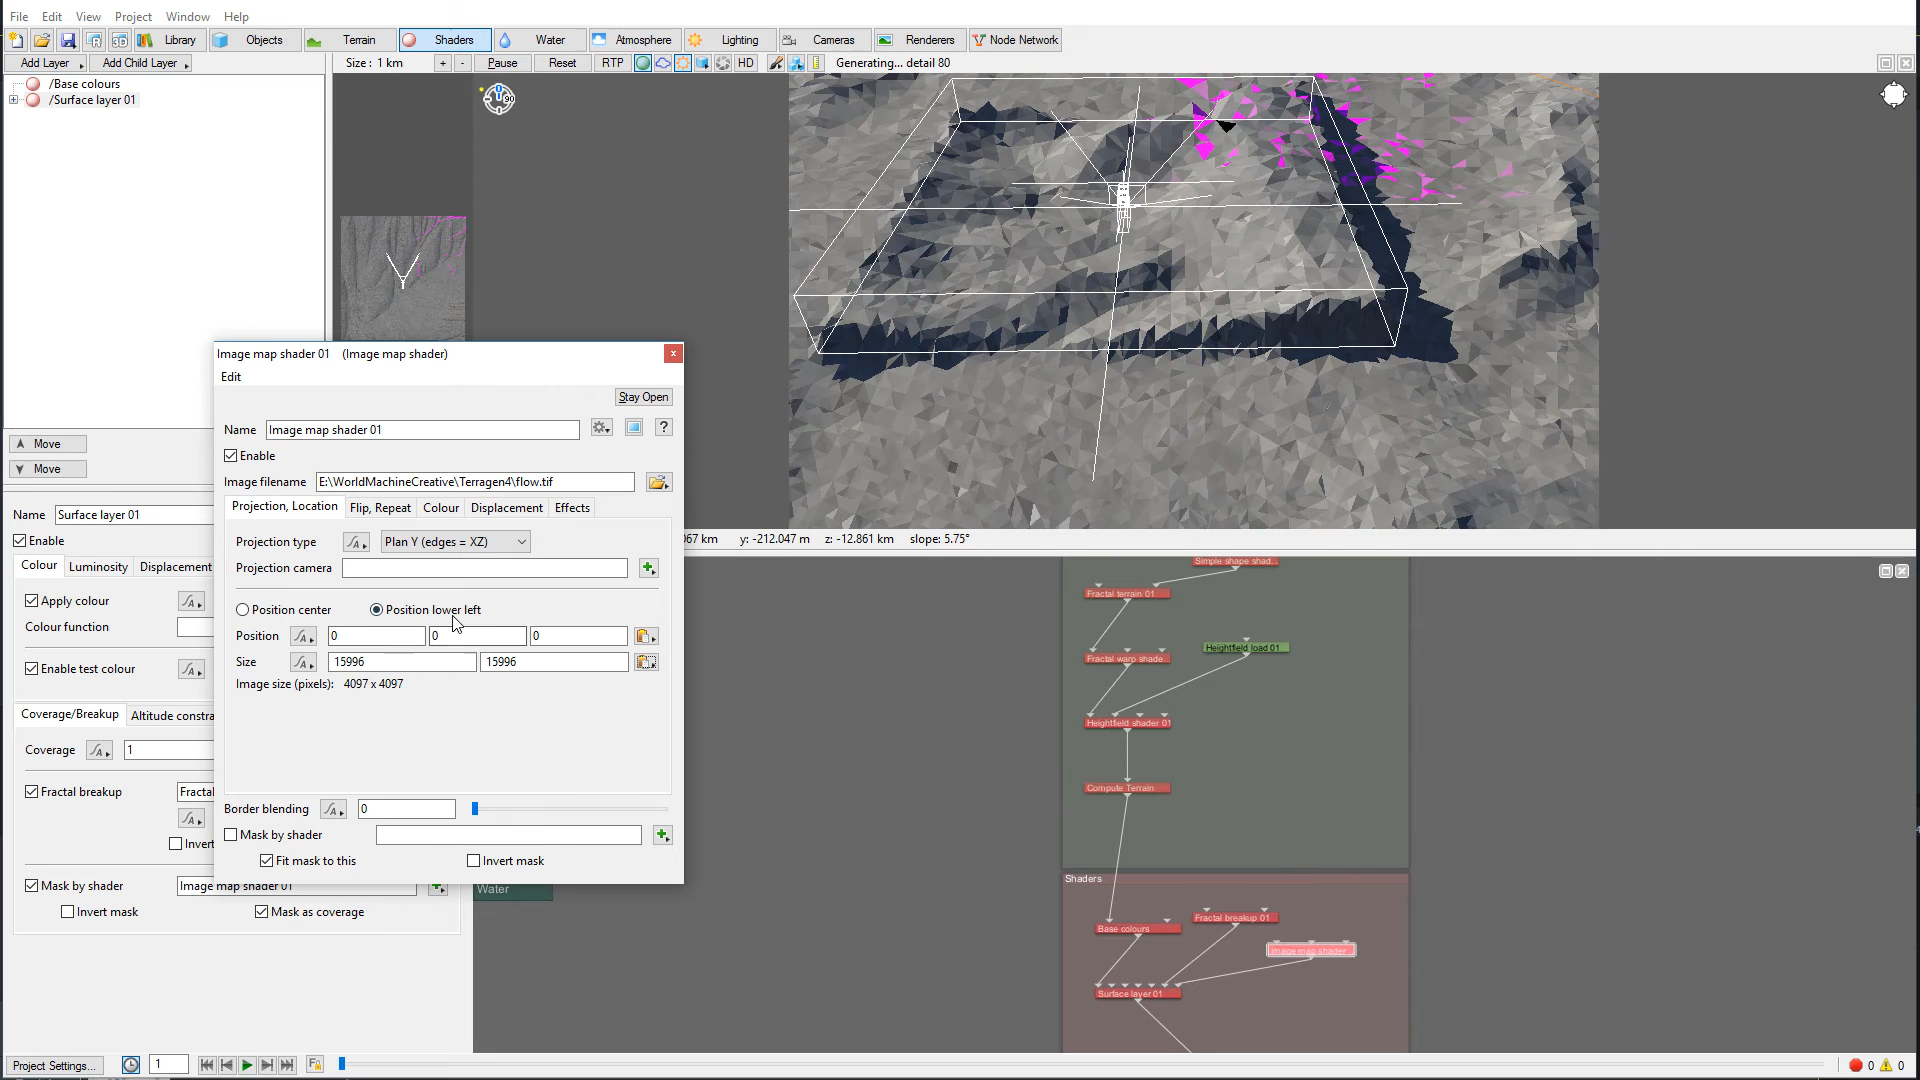 File Edit View Project Window Help
Library Objects Terrain Shaders Water Atmosphere Lighting Cameras Renderers Node Network
Add Layer Add Child Layer Size : 1 km + - Pause Reset RTP HD Generating... detail 80
/Base colours
/Surface layer 01
90
Image map shader 01 (Image map shader)
Edit
Stay Open
Name Image map shader 01 ?
Enable
Image filename E:\WorldMachineCreative\Terragen4\flow.tif
Projection, Location Flip, Repeat Colour Displacement Effects
Projection type Plan Y (edges = XZ)
Projection camera
Position center Position lower left
Position 0 0 0
Size 15996 15996
Image size (pixels): 4097 x 4097
Border blending 0
Mask by shader
Fit mask to this Invert mask
Move
Move
Name Surface layer 01
Enable
Colour Luminosity Displacement
Apply colour
Colour function
Enable test colour
Coverage/Breakup Altitude constra
Coverage 1
Fractal breakup Fractal
Invert
Mask by shader Image map shader 01
Invert mask Mask as coverage
067 km y: -212.047 m z: -12.861 km slope: 5.75°
Simple shape shad...
Fractal terrain 01
Heightfield load 01
Fractal warp shade...
Heightfield shader 01
Compute Terrain
Water
Shaders
Fractal breakup 01
Base colours
Image map shader
Surface layer 01
Project Settings... 1 0 0